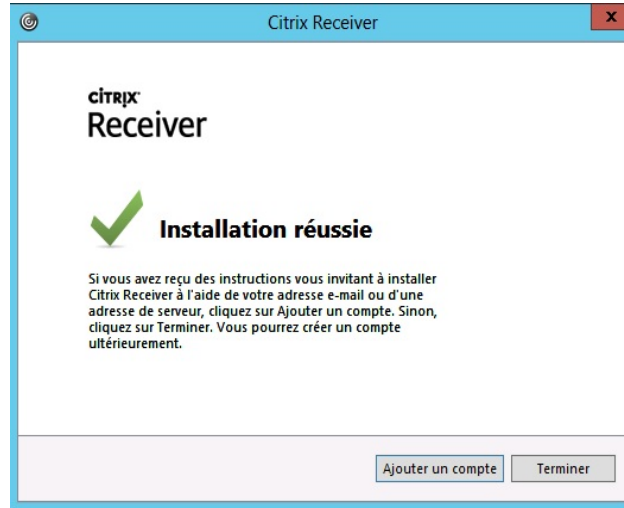 Citrix Receiver
x
CİTRIX
Receiver
Installation réussie
Si vous avez reçu des instructions vous invitant à installer
Citrix Receiver à l'aide de votre adresse e-mail ou d'une
adresse de serveur, cliquez sur Ajouter un compte. Sinon,
cliquez sur Terminer. Vous pourrez créer un compte
ultérieurement.
Ajouter un compte Terminer